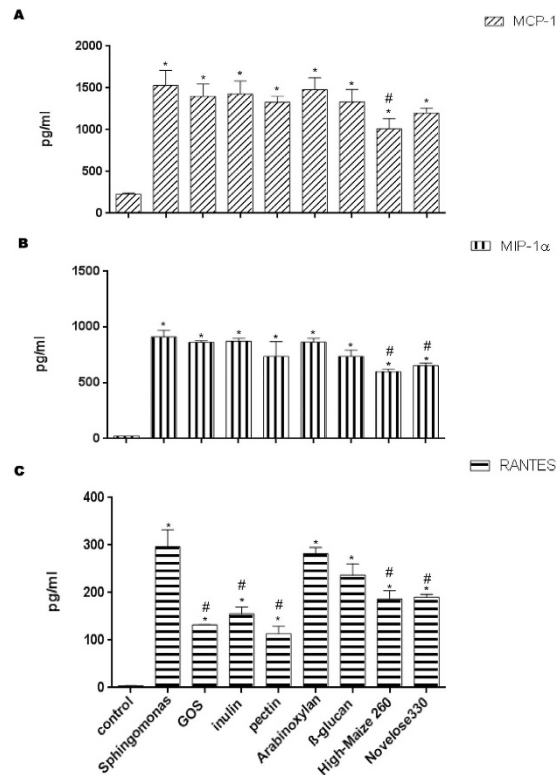 A
MCP-1
2000
1500
1000
500
0
pg/ml
* * * * * * # * *
B
MIP-1α
1000
500
0
pg/ml
* * * * * * # * # *
C
RANTES
400
300
200
100
0
pg/ml
* # * # * # * * * # * # *
control
Sphingomonas
GOS
inulin
pectin
Arabinoxylan
ß-glucan
High-Maize 260
Novelose330